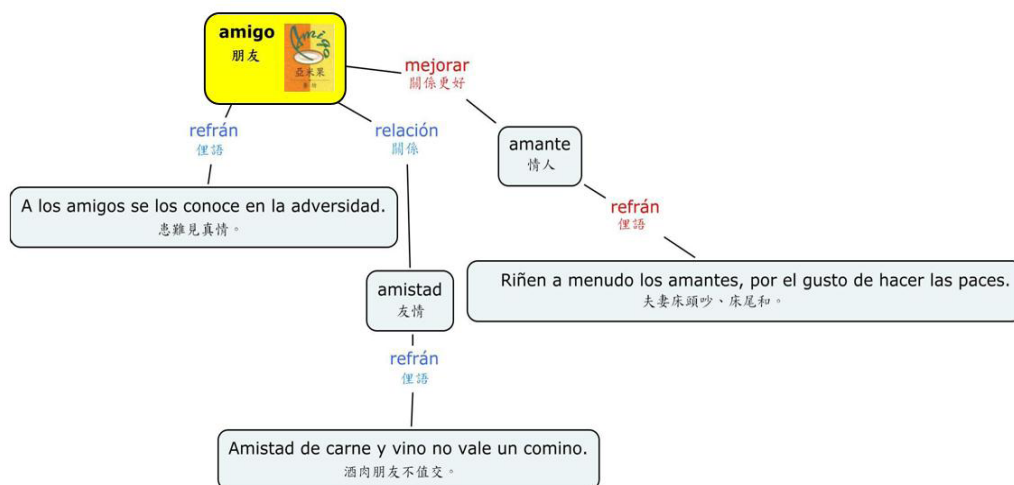 amigo
朋友
Amigo
亞米菓
mejorar
關係更好
refrán
俚語
relación
關係
amante
情人
A los amigos se los conoce en la adversidad.
患難見真情。
refrán
俚語
Riñen a menudo los amantes, por el gusto de hacer las paces.
夫妻床頭吵、床尾和。
amistad
友情
refrán
俚語
Amistad de carne y vino no vale un comino.
酒肉朋友不值交。